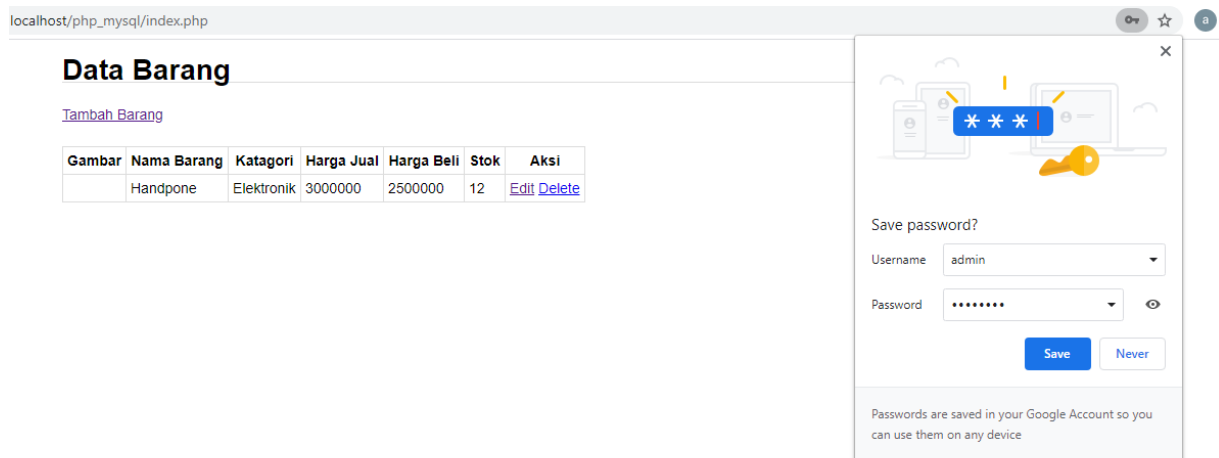 localhost/php_mysql/index.php
a
Data Barang
Tambah Barang
Gambar Nama Barang Katagori Harga Jual Harga Beli Stok Aksi
Handpone Elektronik 3000000 2500000 12 Edit Delete
***
Save password?
Username admin
Password ••••••••
Save Never
Passwords are saved in your Google Account so you
can use them on any device